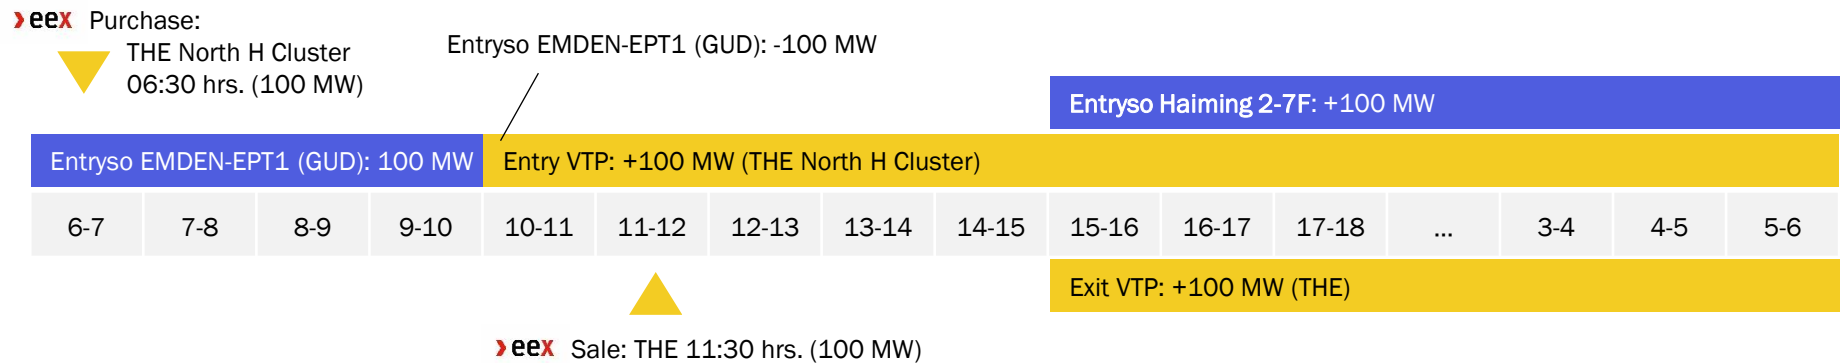 eex Purchase:
THE North H Cluster
06:30 hrs. (100 MW)
Entryso EMDEN-EPT1 (GUD): -100 MW
Entryso Haiming 2-7F: +100 MW
Entryso EMDEN-EPT1 (GUD): 100 MW
Entry VTP: +100 MW (THE North H Cluster)
6-7 7-8 8-9 9-10 10-11 11-12 12-13 13-14 14-15 15-16 16-17 17-18 ... 3-4 4-5 5-6
Exit VTP: +100 MW (THE)
eex Sale: THE 11:30 hrs. (100 MW)